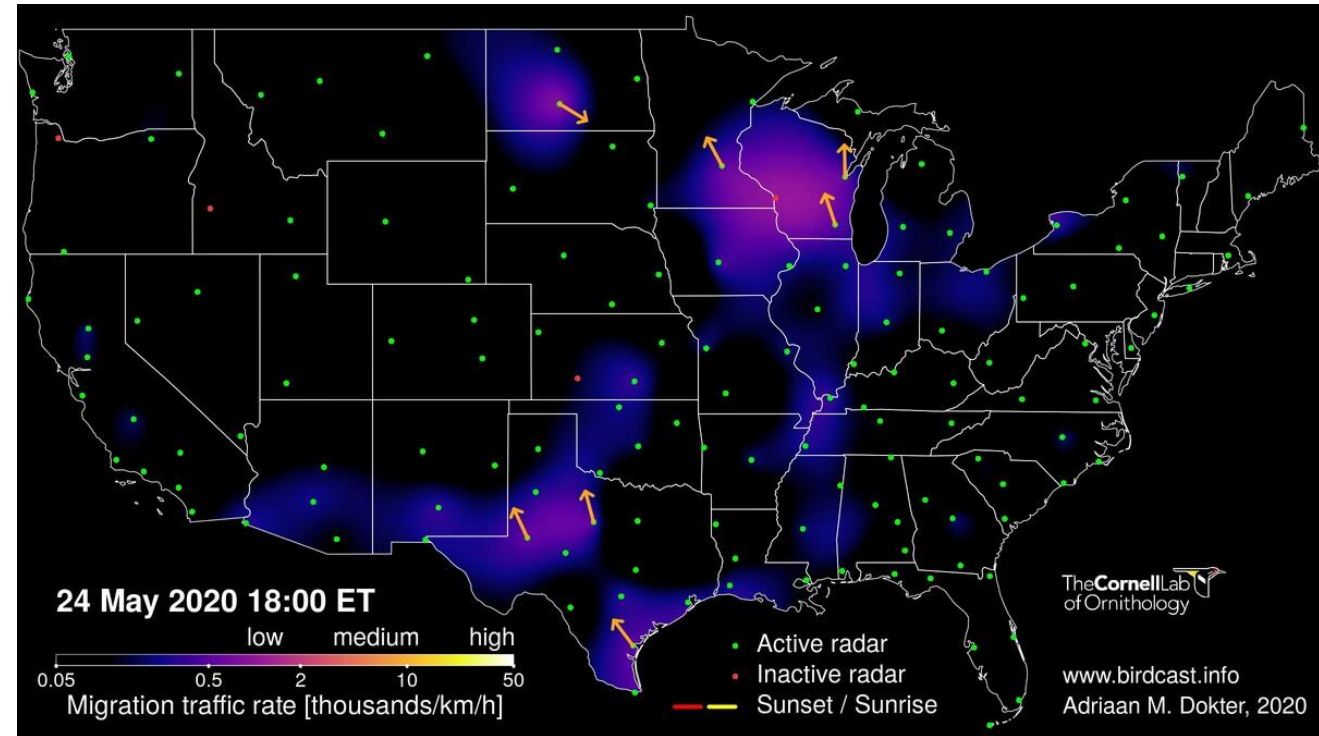 24 May 2020 18:00 ET
low medium high
0.05 0.5 2 10 50
Migration traffic rate [thousands/km/h]
Active radar
Inactive radar
Sunset / Sunrise
TheCornellLab
of Ornithology
www.birdcast.info
Adriaan M. Dokter, 2020